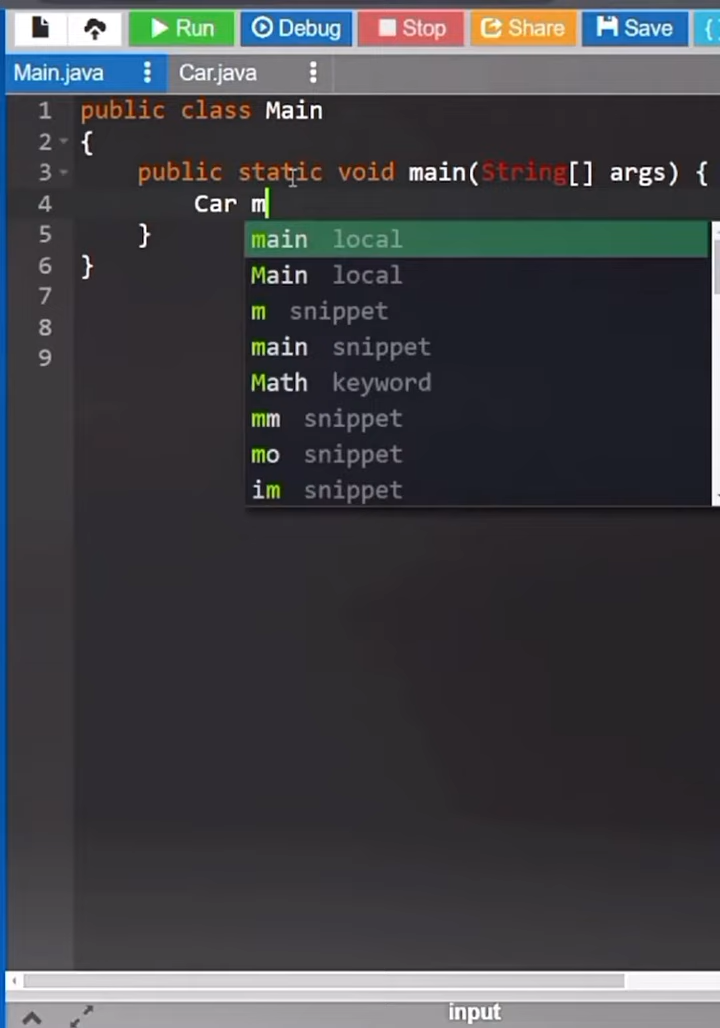 Run Debug Stop Share Save {
Main.java Car.java
1 public class Main
2 {
3 public static void main(String[] args) {
4 Car m
5 }
6 }
7
8
9
main local
Main local
m snippet
main snippet
Math keyword
mm snippet
mo snippet
im snippet
input